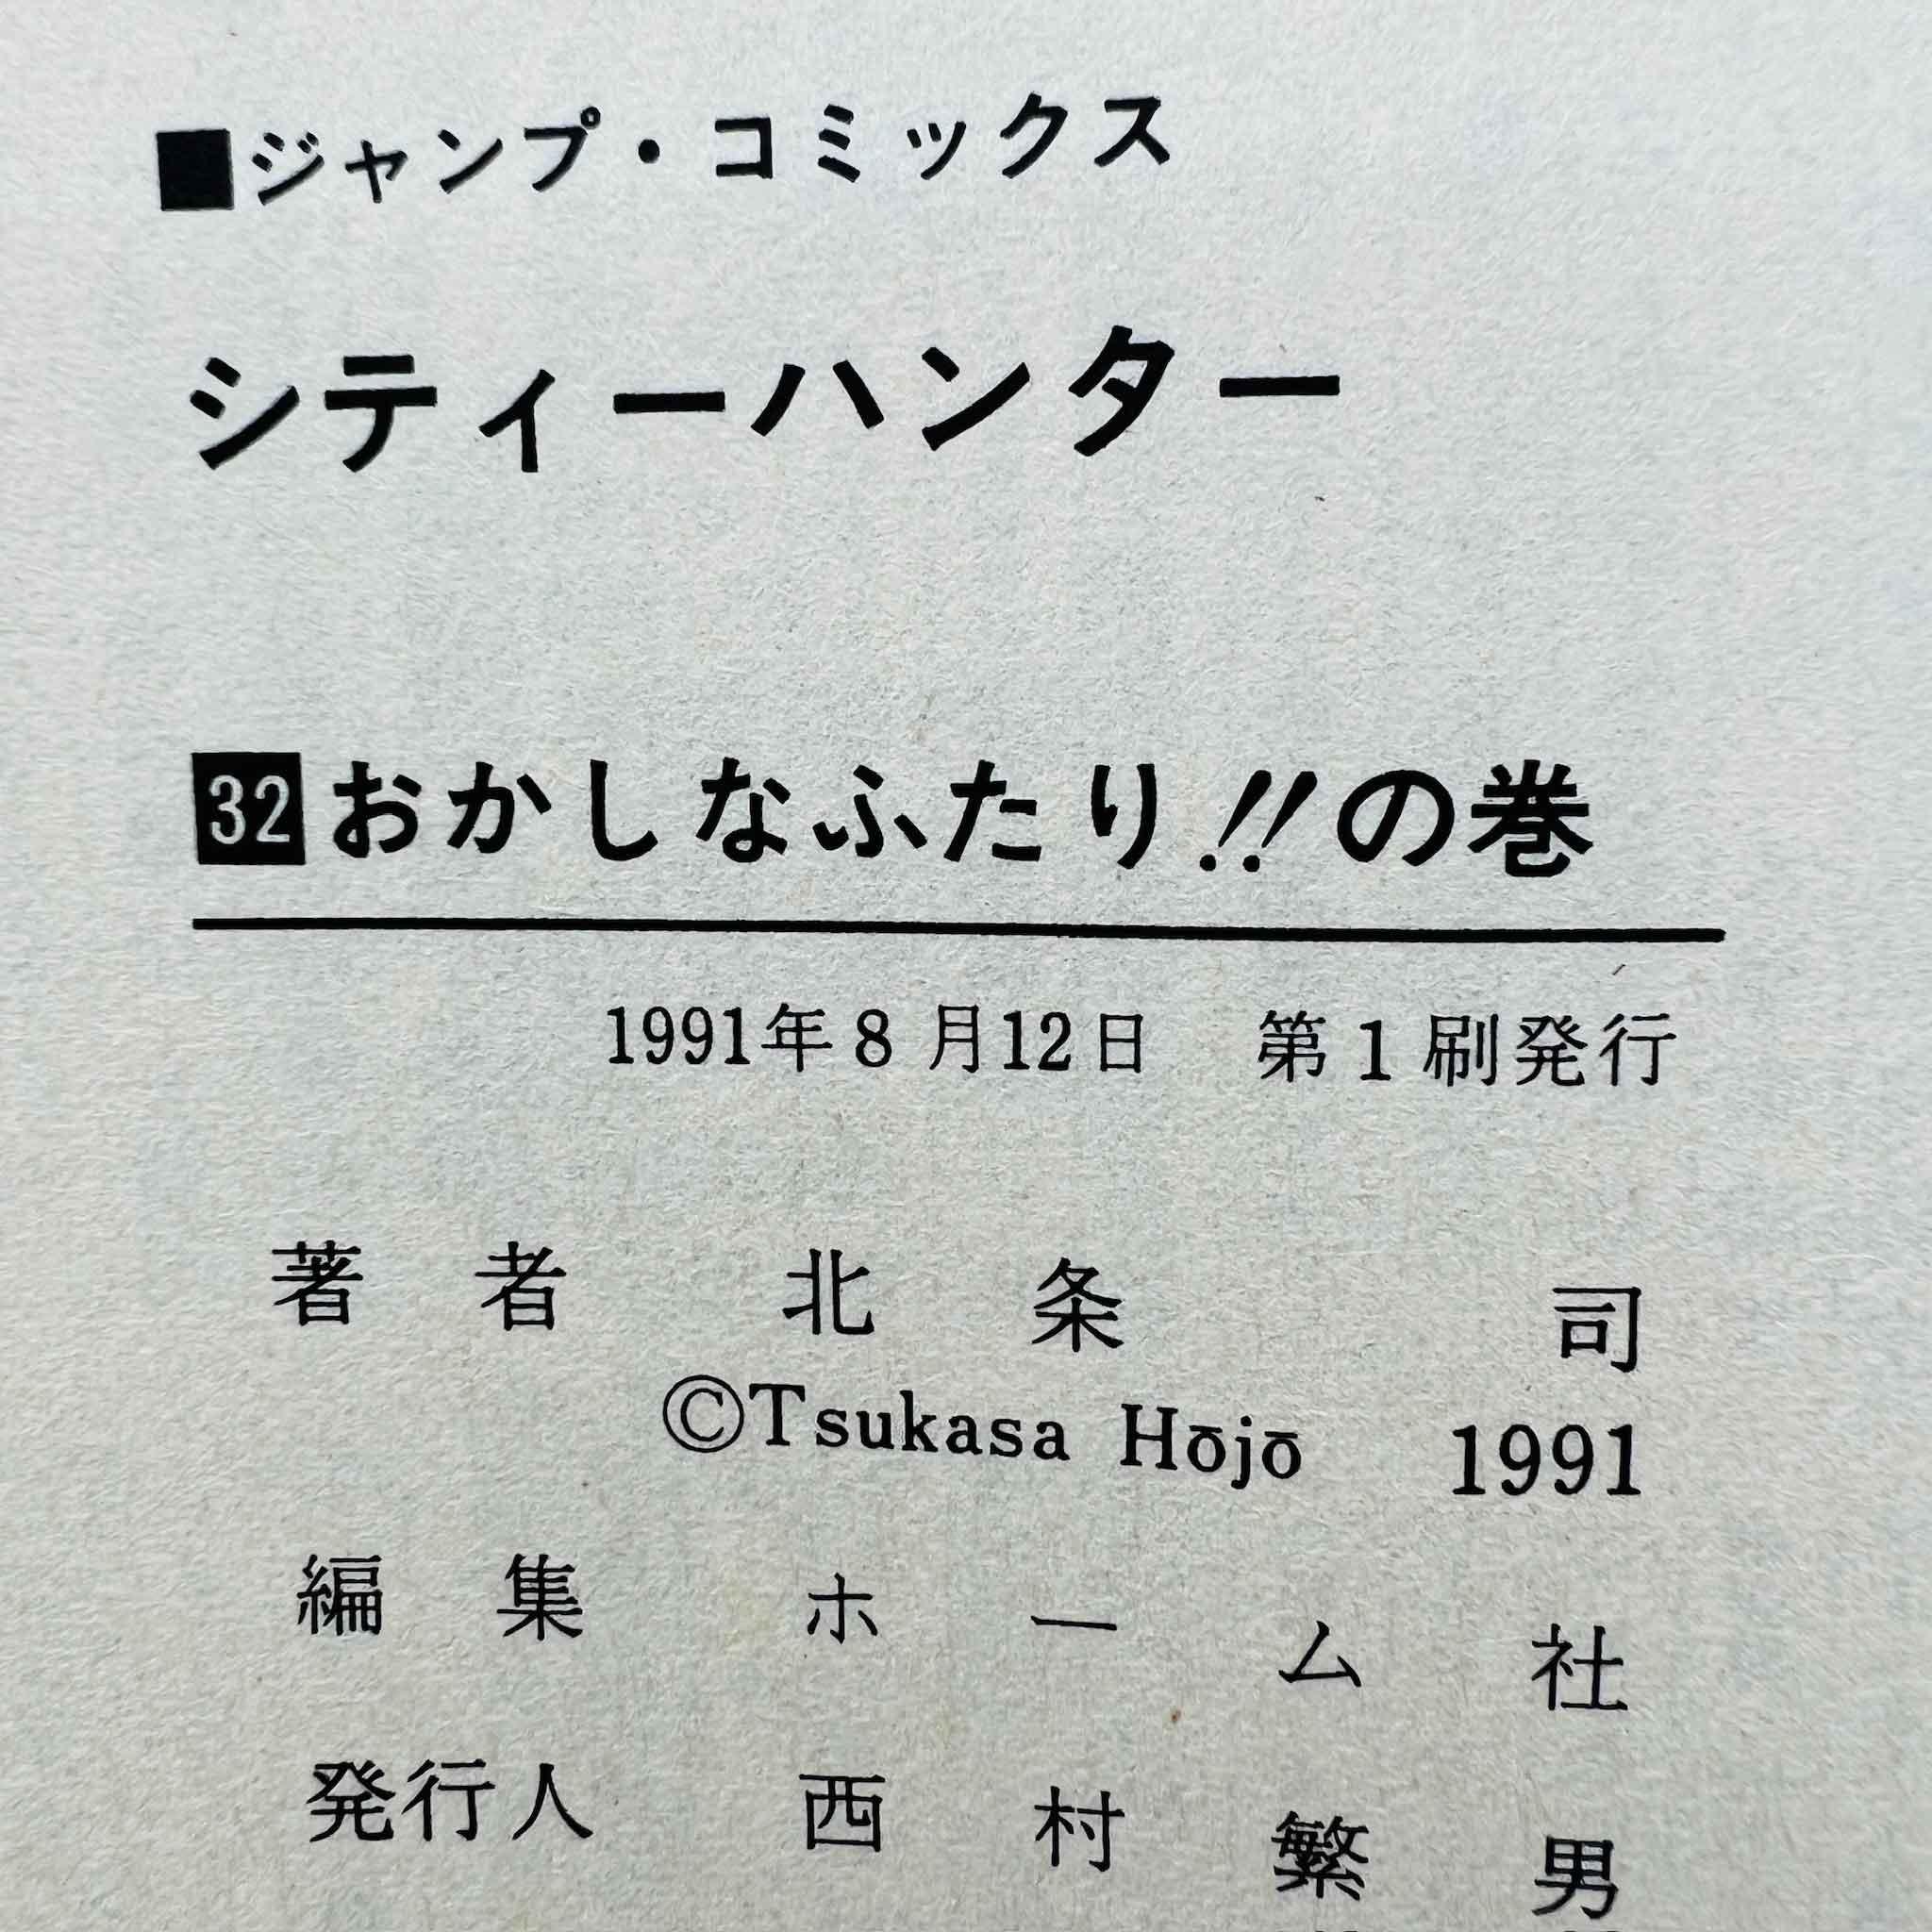 ■ジャンプ・コミックス
シティーハンター
32おかしなふたり!!の巻
1991年8月12日 第1刷発行
著者 北条司
©Tsukasa Hōjō 1991
編集 ホーム社
発行人 西村繁男